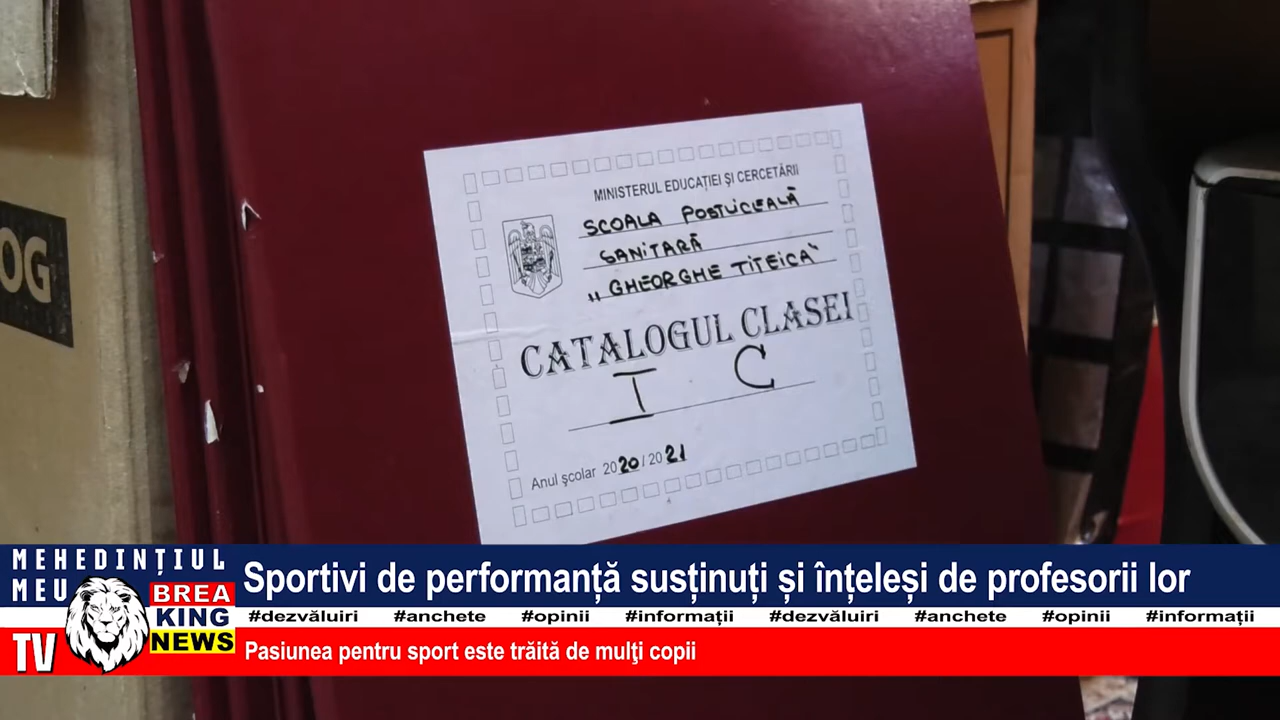 OG
MINISTERUL EDUCAȚIEI ȘI CERCETĂRII
SCOALA POSTLICEALĂ
SANITARĂ
„GHEORGHE TIȚEICA"
CATALOGUL CLASEI
I C
Anul şcolar 2020/2021
MEHEDINȚIUL
MEU
TV
BREA
KING
NEWS
Sportivi de performanță susținuți și înțeleși de profesorii lor
#dezvăluiri #anchete #opinii #informații #dezvăluiri #anchete #opinii #informații
Pasiunea pentru sport este trăită de mulţi copii